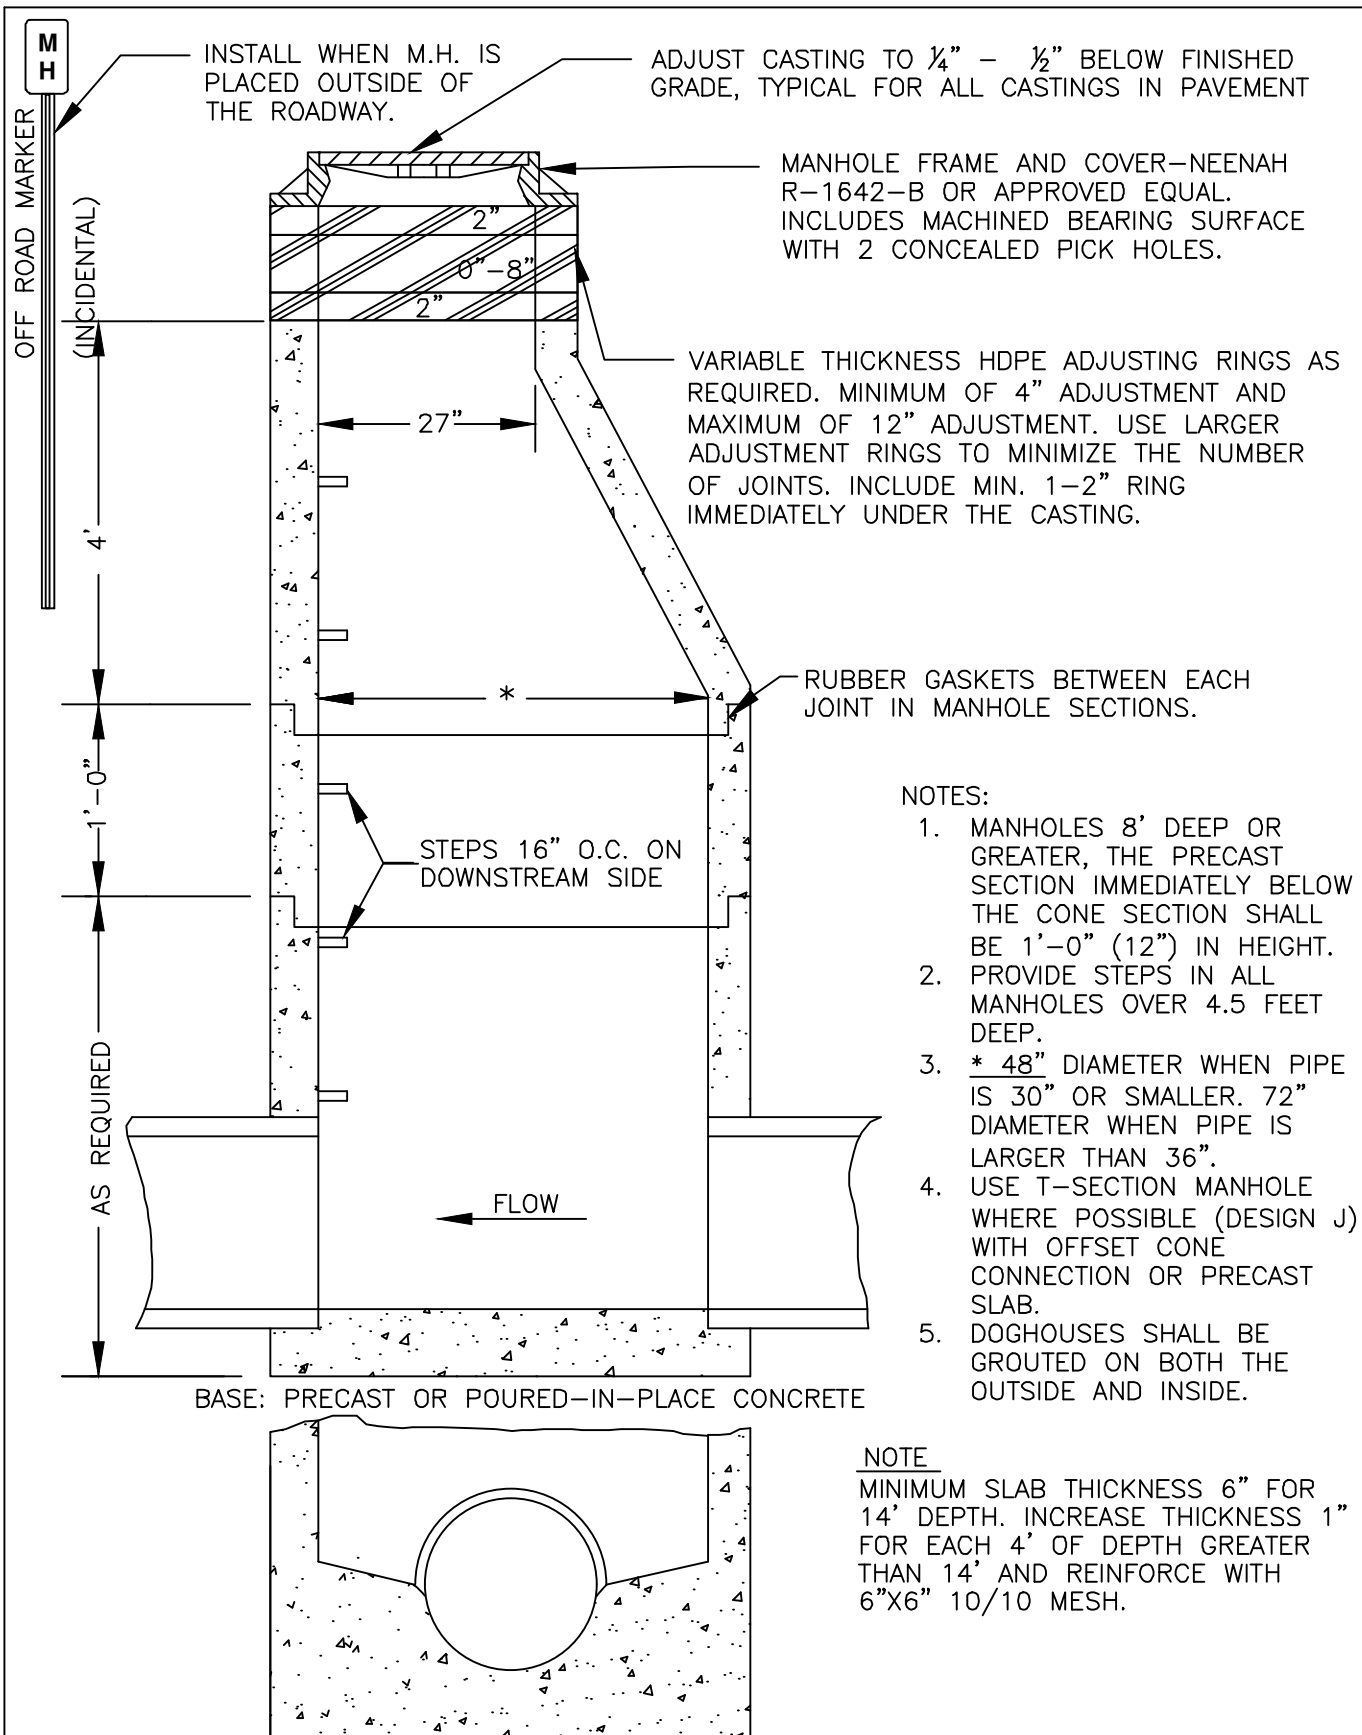 M
H
OFF ROAD MARKER
(INCIDENTAL)
INSTALL WHEN M.H. IS
PLACED OUTSIDE OF
THE ROADWAY.
ADJUST CASTING TO ¼” – ½” BELOW FINISHED
GRADE, TYPICAL FOR ALL CASTINGS IN PAVEMENT
MANHOLE FRAME AND COVER–NEENAH
R–1642–B OR APPROVED EQUAL.
INCLUDES MACHINED BEARING SURFACE
WITH 2 CONCEALED PICK HOLES.
2”
0”–8”
2”
VARIABLE THICKNESS HDPE ADJUSTING RINGS AS
REQUIRED. MINIMUM OF 4” ADJUSTMENT AND
MAXIMUM OF 12” ADJUSTMENT. USE LARGER
ADJUSTMENT RINGS TO MINIMIZE THE NUMBER
OF JOINTS. INCLUDE MIN. 1–2” RING
IMMEDIATELY UNDER THE CASTING.
27”
4'
*
RUBBER GASKETS BETWEEN EACH
JOINT IN MANHOLE SECTIONS.
1'–0”
STEPS 16” O.C. ON
DOWNSTREAM SIDE
AS REQUIRED
FLOW
NOTES:
1. MANHOLES 8’ DEEP OR
GREATER, THE PRECAST
SECTION IMMEDIATELY BELOW
THE CONE SECTION SHALL
BE 1’–0” (12”) IN HEIGHT.
2. PROVIDE STEPS IN ALL
MANHOLES OVER 4.5 FEET
DEEP.
3. * 48” DIAMETER WHEN PIPE
IS 30” OR SMALLER. 72”
DIAMETER WHEN PIPE IS
LARGER THAN 36”.
4. USE T–SECTION MANHOLE
WHERE POSSIBLE (DESIGN J)
WITH OFFSET CONE
CONNECTION OR PRECAST
SLAB.
5. DOGHOUSES SHALL BE
GROUTED ON BOTH THE
OUTSIDE AND INSIDE.
BASE: PRECAST OR POURED–IN–PLACE CONCRETE
NOTE
MINIMUM SLAB THICKNESS 6” FOR
14’ DEPTH. INCREASE THICKNESS 1”
FOR EACH 4’ OF DEPTH GREATER
THAN 14’ AND REINFORCE WITH
6”X6” 10/10 MESH.